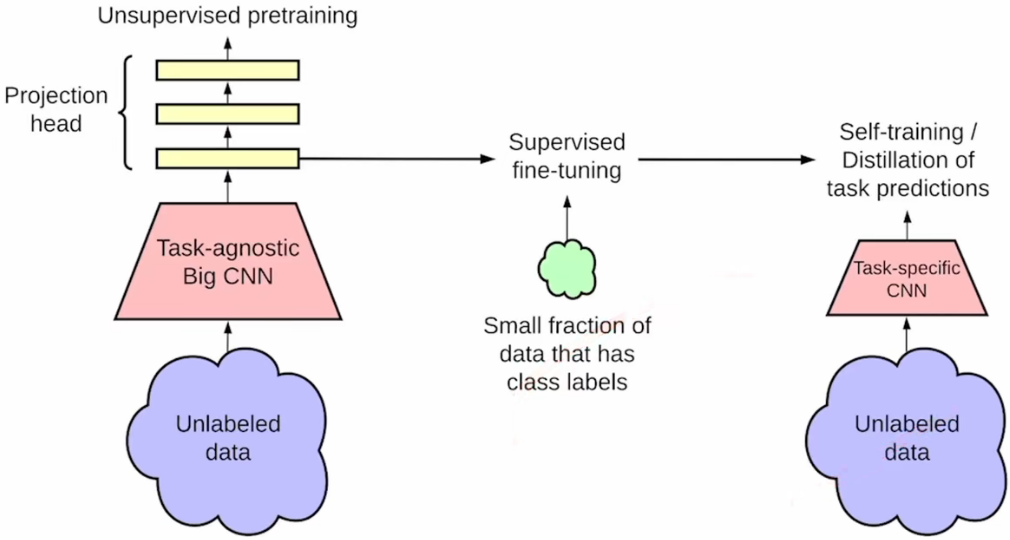 Unsupervised pretraining
Projection
head
Task-agnostic
Big CNN
Unlabeled
data
Supervised
fine-tuning
Small fraction of
data that has
class labels
Self-training /
Distillation of
task predictions
Task-specific
CNN
Unlabeled
data